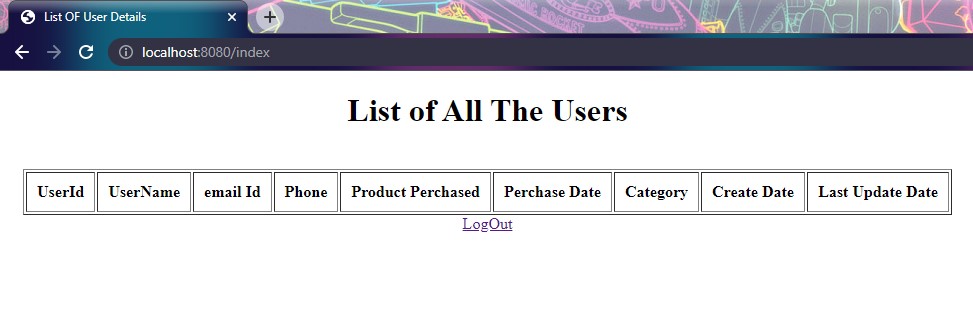 List OF User Details
localhost:8080/index
List of All The Users
UserId UserName email Id Phone Product Perchased Perchase Date Category Create Date Last Update Date
LogOut